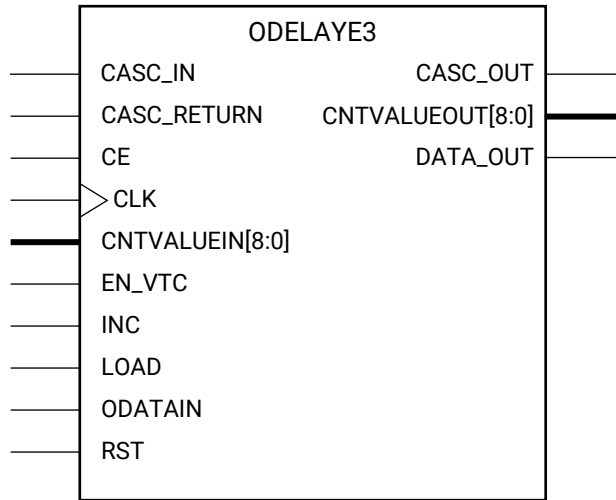 ODELAYE3
CASC_IN CASC_OUT
CASC_RETURN CNTVALUEOUT[8:0]
CE DATA_OUT
CLK
CNTVALUEIN[8:0]
EN_VTC
INC
LOAD
ODATAIN
RST